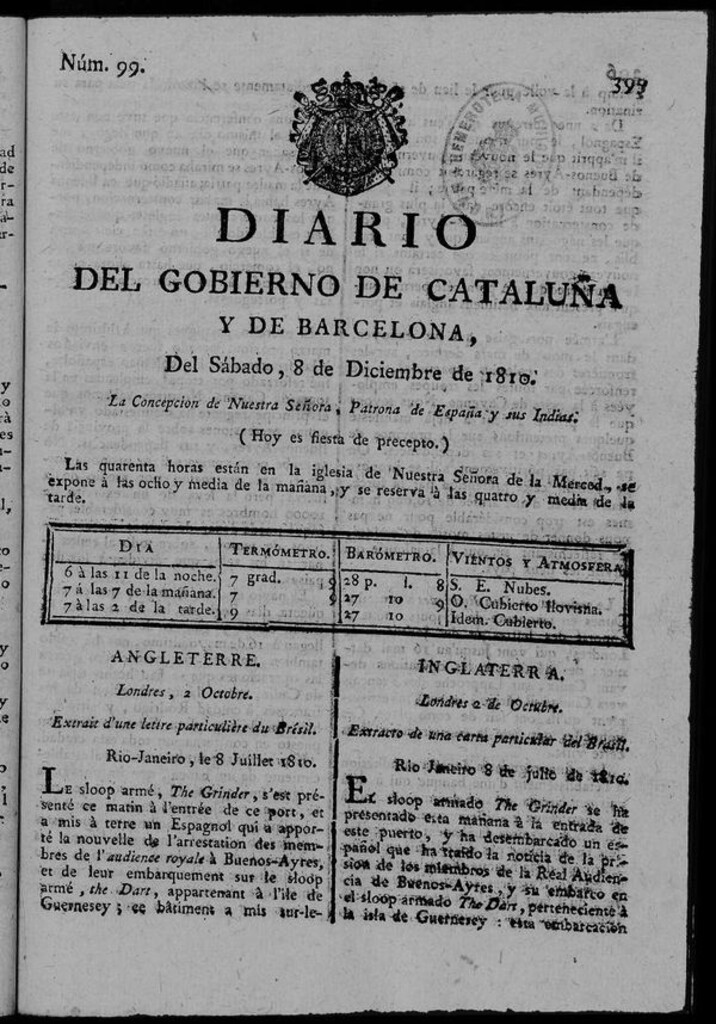 Núm. 99.
397
DIARIO
DEL GOBIERNO DE CATALUÑA
Y DE BARCELONA,
Del Sábado, 8 de Diciembre de 1810.
La Concepcion de Nuestra Señora, Patrona de España y sus Indias.
(Hoy es fiesta de precepto.)
Las quarenta horas están en la iglesia de Nuestra Señora de la Merced, se
expone á las ocho y media de la mañana, y se reserva à las quatro y media de la
tarde.
DIA TERMÓMETRO. BARÓMETRO. VIENTOS Y ATMOSFERA
6 à las 11 de la noche. 7 grad. 9 28 p. l. 8 S. E. Nubes.
7 á las 7 de la mañana. 7 9 27 10 9 O. Cubierto llovisna.
7 à las 2 de la tarde. 9 27 10 Idem. Cubierto.
ANGLETERRE.
Londres, 2 Octobre.
Extrait d'une lettre particulière du Brésil.
Rio-Janeiro, le 8 Juillet 1810.
LE sloop armé, The Grinder, s'est pré-
senté ce matin à l'entrée de ce port, et
a mis à terre un Espagnol qui a appor-
té la nouvelle de l'arrestation des mem-
bres de l'audience royale à Buenos-Ayres,
et de leur embarquement sur le sloop
armé, the Dart, appartenant à l'ile de
Guernesey; ce bâtiment a mis sur-le-
INGLATERRA.
Londres 2 de Octubre.
Extracto de una carta particular del Brasil.
Rio Janeiro 8 de julio de 1810.
EL sloop armado The Grinder se ha
presentado esta mañana à la entrada de
este puerto, y ha desembarcado un es-
pañol que ha traido la noticia de la pri-
sion de los miembros de la Real Audien-
cia de Buenos-Ayres, y su embarco en
el sloop armado The Dart, perteneciente à
la isla de Guernesey : esta embarcacion